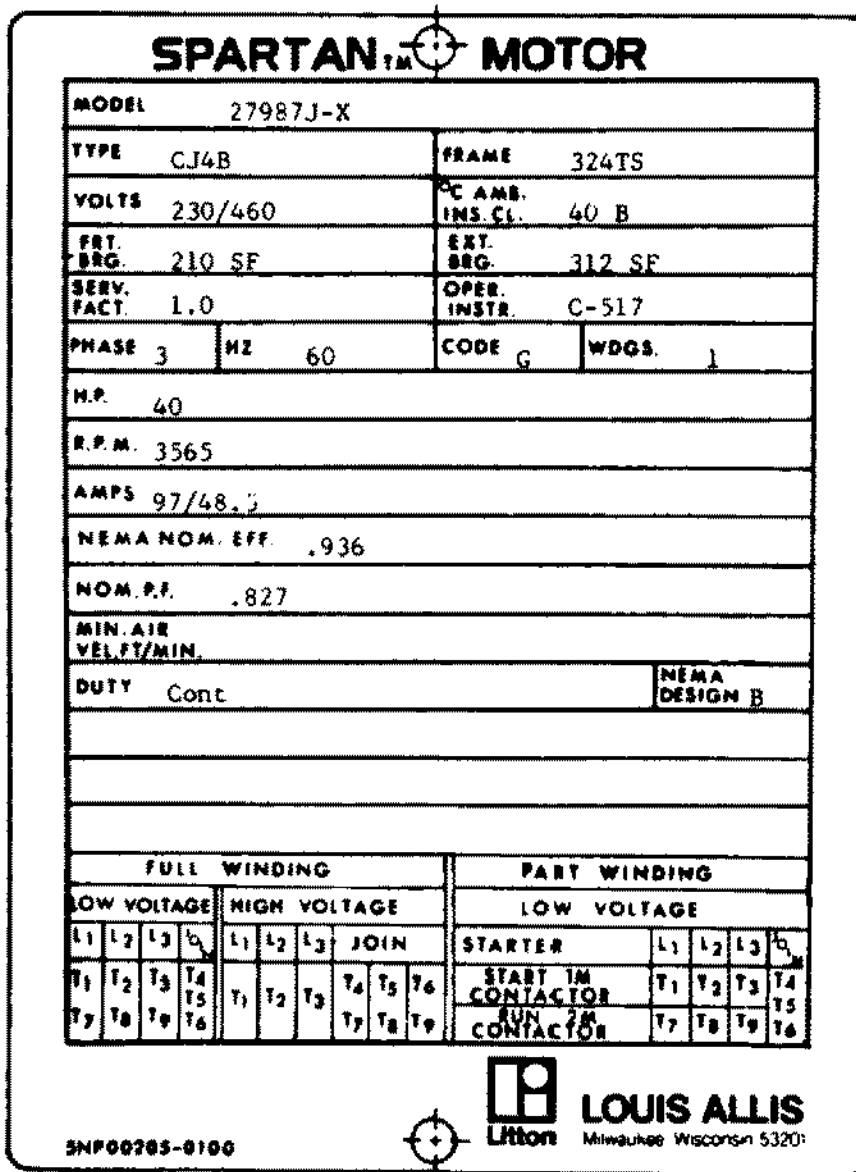 SPARTAN TM MOTOR
MODEL 27987J-X
TYPE CJ4B FRAME 324TS
VOLTS 230/460 °C AMB. INS. CL. 40 B
FRT. BRG. 210 SF EXT. BRG. 312 SF
SERV. FACT. 1.0 OPER. INSTR. C-517
PHASE 3 HZ 60 CODE G WDGS. 1
H.P. 40
R.P.M. 3565
AMPS 97/48.5
NEMA NOM. EFF. .936
NOM. P.F. .827
MIN. AIR VEL. FT/MIN.
DUTY Cont NEMA DESIGN B
FULL WINDING PART WINDING
LOW VOLTAGE HIGH VOLTAGE LOW VOLTAGE
L1 L2 L3 JOIN L1 L2 L3 JOIN STARTER L1 L2 L3 JOIN
T1 T2 T3 T4 T5 T1 T2 T3 T4 T5 T6 START 1M CONTACTOR T1 T2 T3 T4 T5
T7 T8 T9 T6 T7 T8 T9 RUN 2M CONTACTOR T7 T8 T9 T6
Litton LOUIS ALLIS
Milwaukee Wisconsin 53201
5NP00205-0100